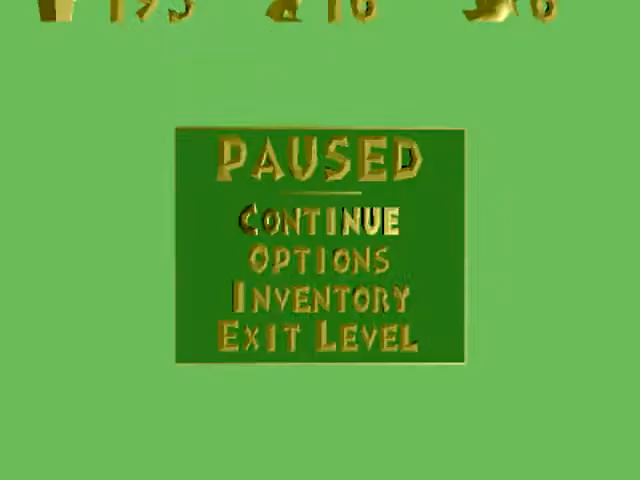 PAUSED
CONTINUE
OPTIONS
INVENTORY
EXIT LEVEL